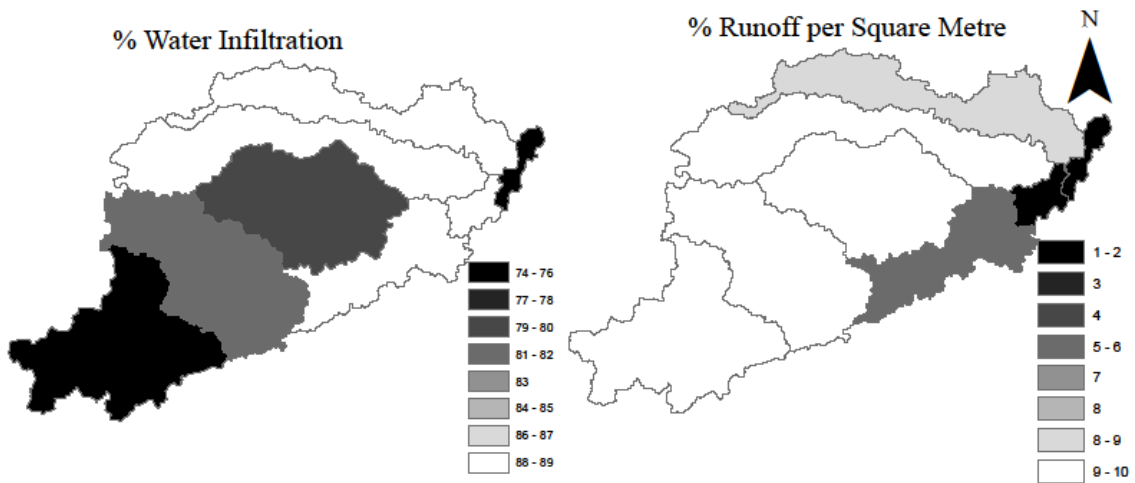 % Water Infiltration
74 - 76
77 - 78
79 - 80
81 - 82
83
84 - 85
86 - 87
88 - 89
% Runoff per Square Metre
N
1 - 2
3
4
5 - 6
7
8
8 - 9
9 - 10